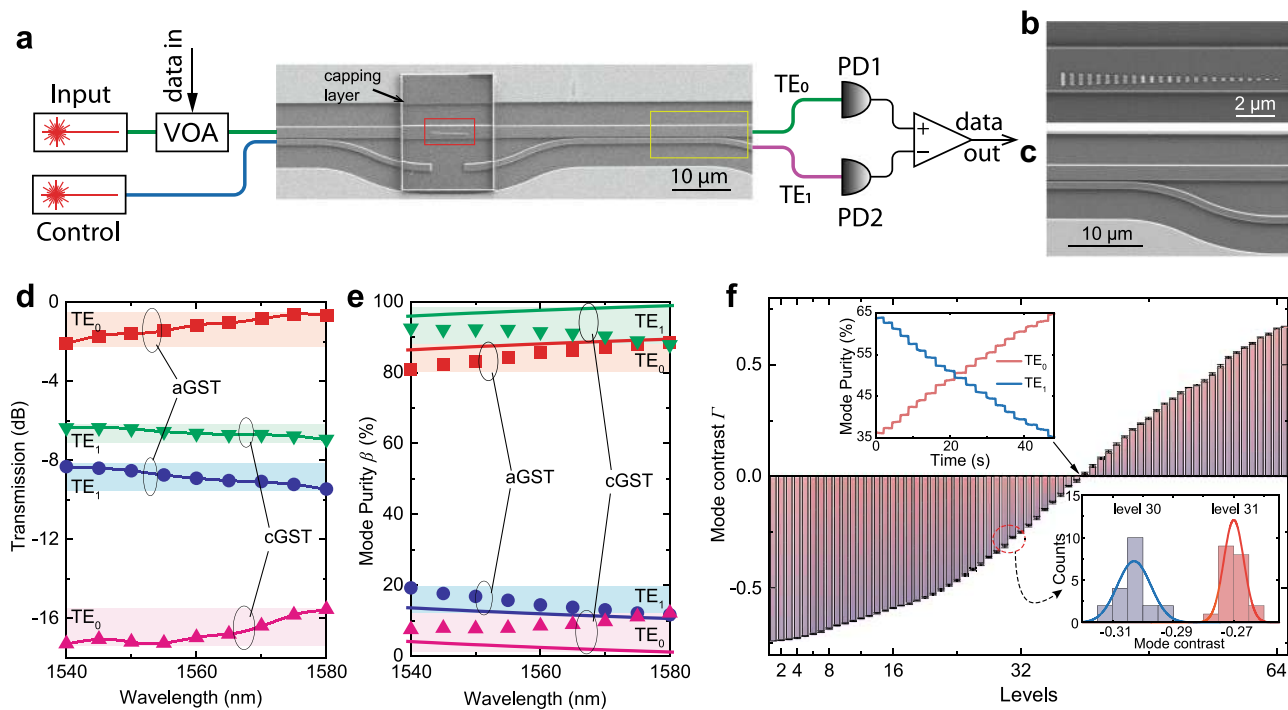 a
Input
data in
VOA
Control
capping
layer
10 µm
TE0
TE1
PD1
PD2
+
−
data
out
b
2 µm
c
10 µm
d
Transmission (dB)
0
-4
-8
-12
-16
TE0
aGST
TE1
TE1
cGST
TE0
1540
1560
1580
Wavelength (nm)
e
Mode Purity β (%)
100
80
60
40
20
0
TE1
TE0
aGST
cGST
TE1
TE0
1540
1560
1580
Wavelength (nm)
f
Mode contrast Γ
0.5
0.0
-0.5
Mode Purity (%)
65
55
45
35
TE0
TE1
0
20
40
Time (s)
Counts
15
10
5
0
level 30
level 31
-0.31
-0.29
-0.27
Mode contrast
2
4
8
16
32
64
Levels